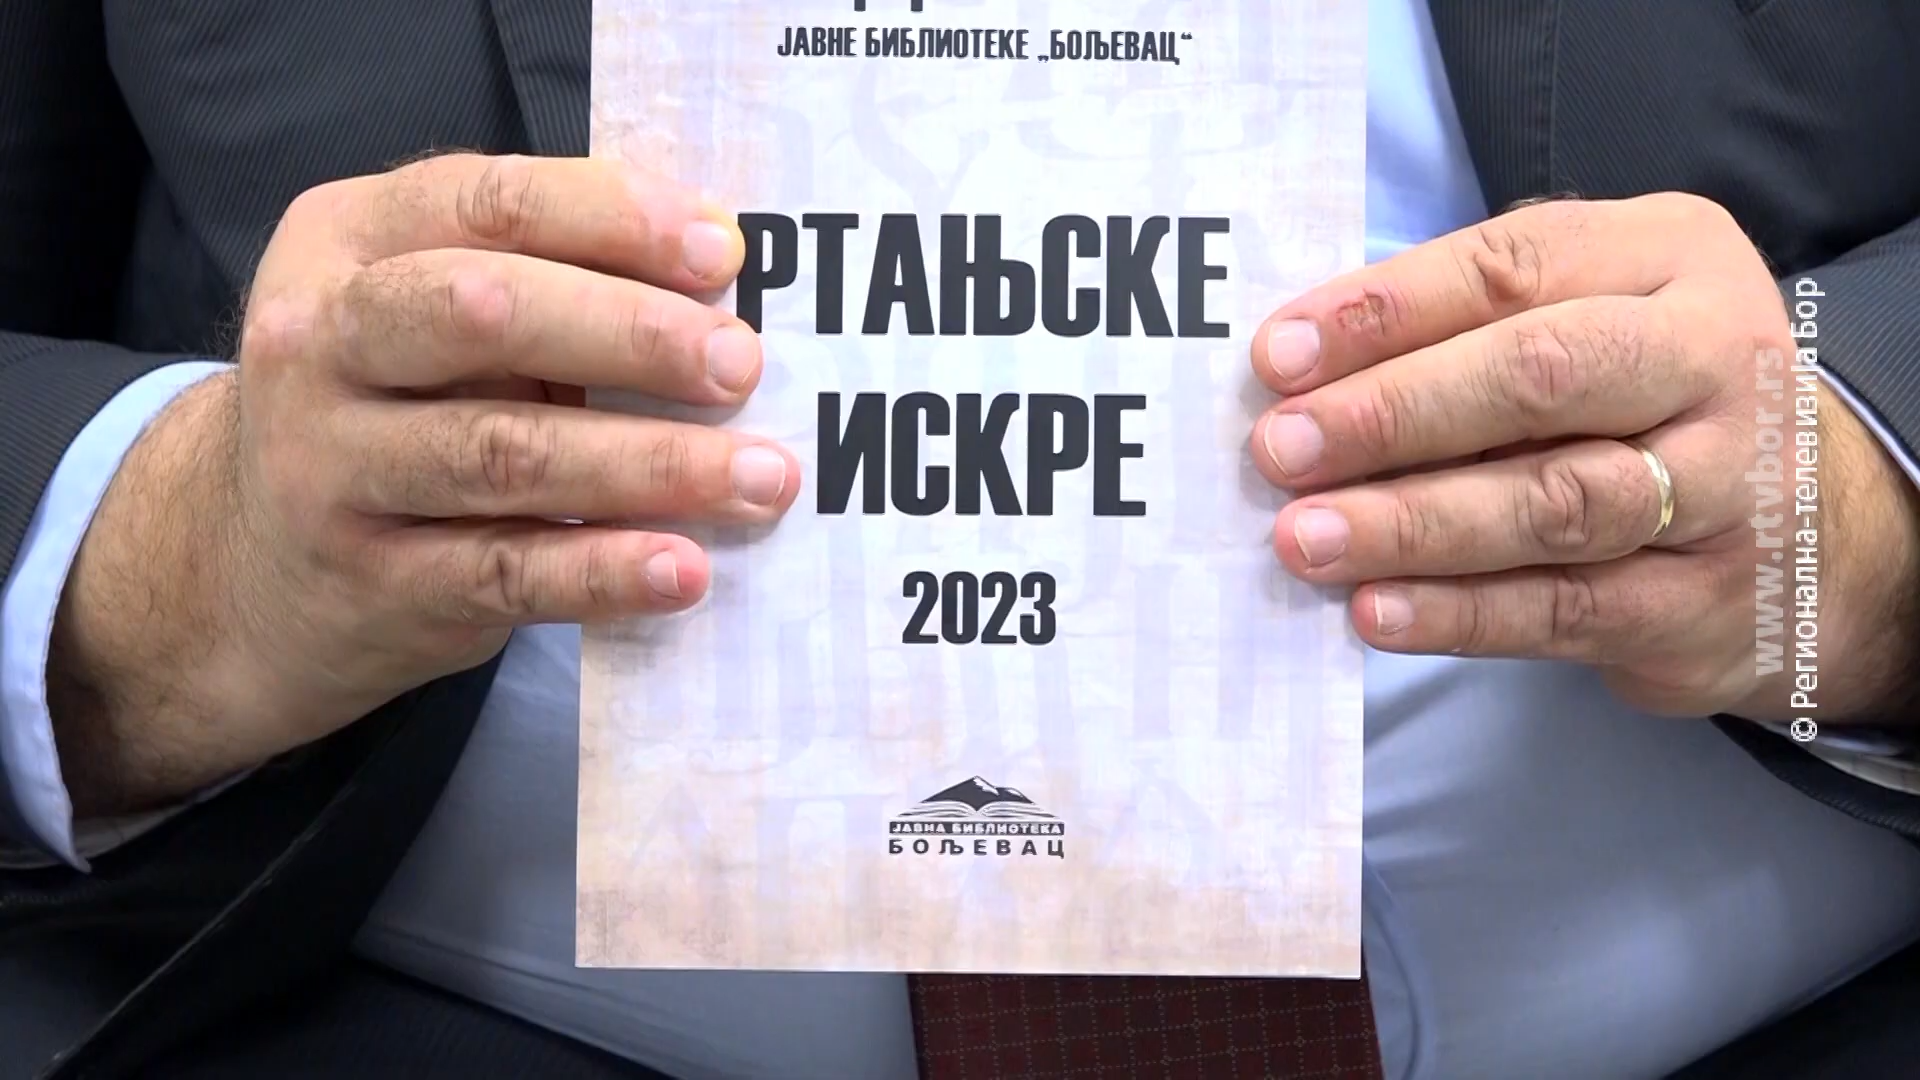 ЈАВНЕ БИБЛИОТЕКЕ „БОЉЕВАЦ“
РТАЊСКЕ
ИСКРЕ
2023
ЈАВНА БИБЛИОТЕКА
БОЉЕВАЦ
www.rtvbor.rs
© Регионална-телевизија Бор